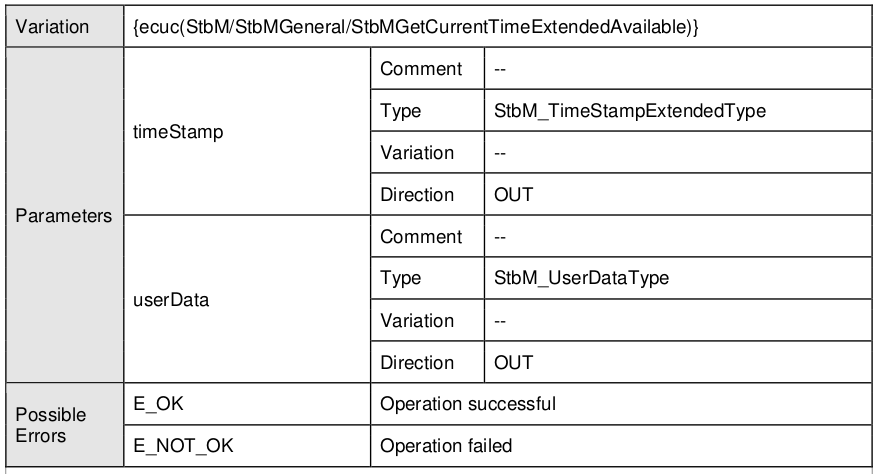 Variation {ecuc(StbM/StbMGeneral/StbMGetCurrentTimeExtendedAvailable)}
Parameters
timeStamp
Comment --
Type StbM_TimeStampExtendedType
Variation --
Direction OUT
userData
Comment --
Type StbM_UserDataType
Variation --
Direction OUT
Possible
Errors
E_OK Operation successful
E_NOT_OK Operation failed